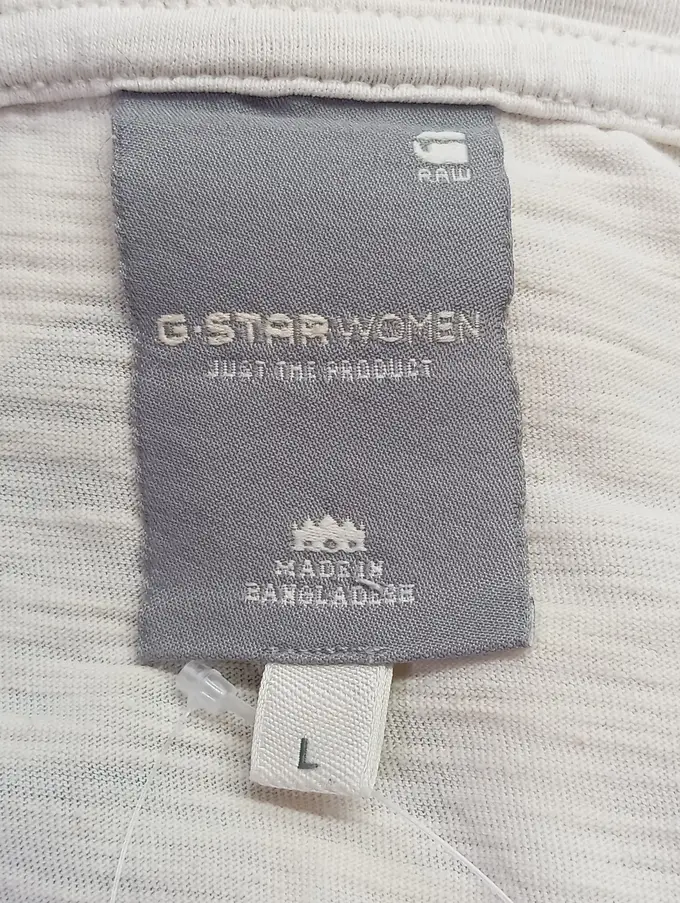 RAW
G-STAR WOMEN
JUST THE PRODUCT
MADE IN
BANGLADESH
L